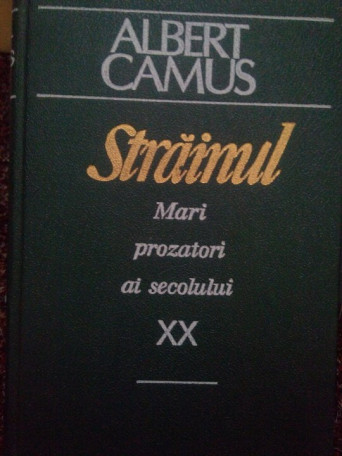 ALBERT
CAMUS
Străinul
Mari
prozatori
ai secolului
XX